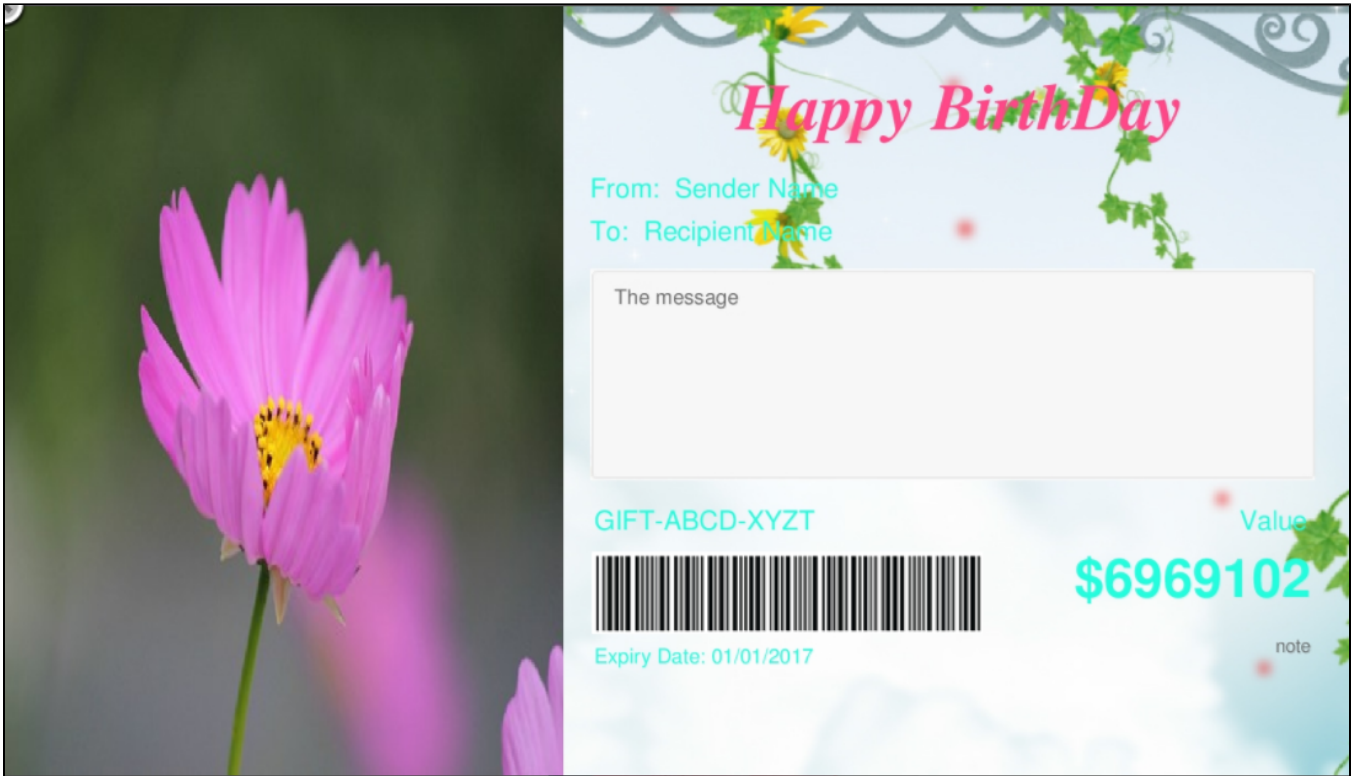 Happy BirthDay
From: Sender Name
To: Recipient Name
The message
GIFT-ABCD-XYZT
Value
$6969102
Expiry Date: 01/01/2017
note